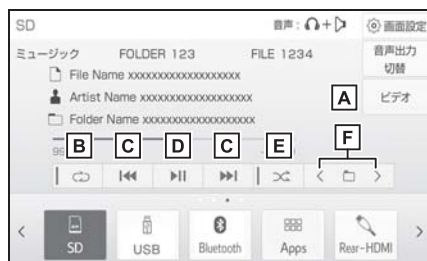 SD
音声: + 画面設定
ミュージック FOLDER 123 FILE 1234
音声出力
切替
File Name xxxxxxxxxxxxxxxxxxx
Artist Name xxxxxxxxxxxxxxxxxxx
A ビデオ
Folder Name xxxxxxxxxxxxxxxxxxx
B C D C E F
SD USB Bluetooth Apps Rear-HDMI